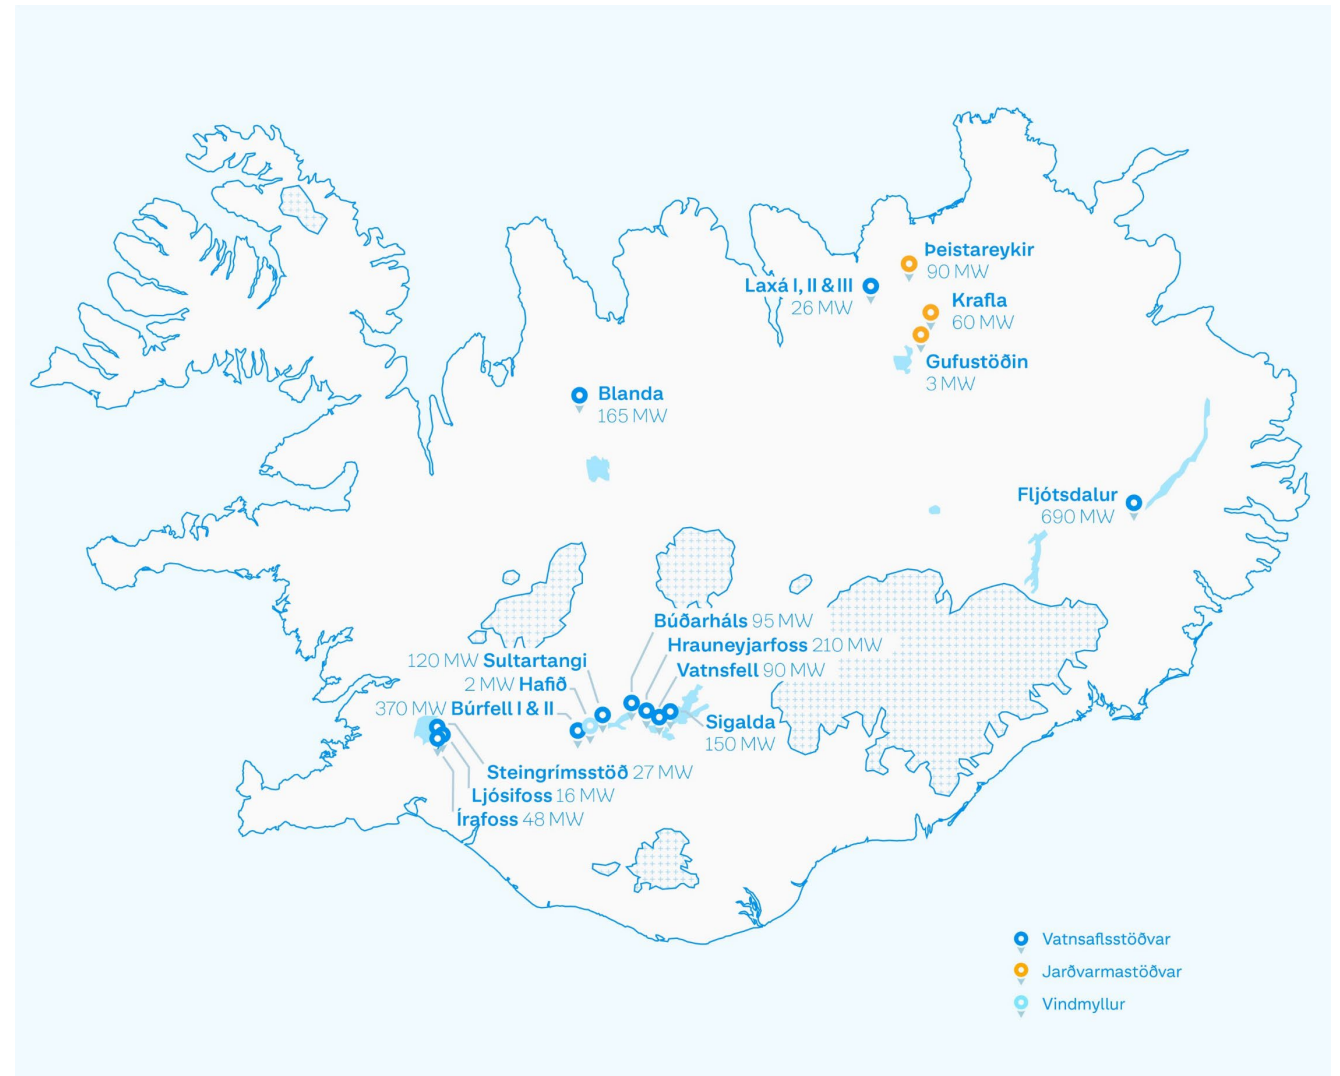 Þeistareykir
90 MW
Laxá I, II & III
26 MW
Krafla
60 MW
Gufustöðin
3 MW
Blanda
165 MW
Fljótsdalur
690 MW
Búðarháls 95 MW
Hrauneyjarfoss 210 MW
Vatnsfell 90 MW
120 MW Sultartangi
2 MW Hafið
370 MW Búrfell I & II
Sigalda
150 MW
Steingrímsstöð 27 MW
Ljósifoss 16 MW
Írafoss 48 MW
Vatnsaflsstöðvar
Jarðvarmastöðvar
Vindmyllur